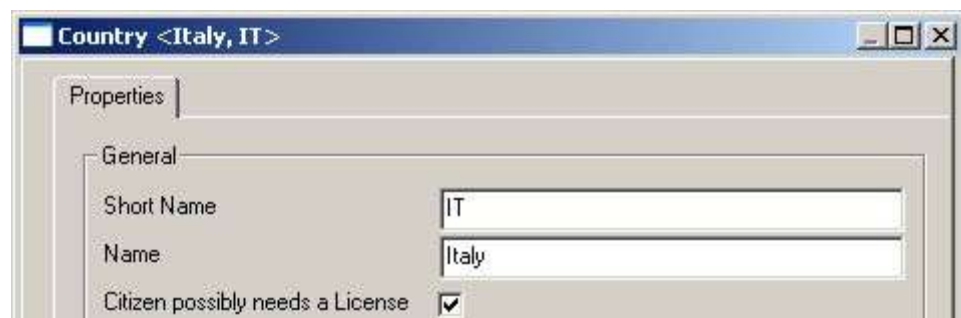 Country <Italy, IT>
Properties
General
Short Name IT
Name Italy
Citizen possibly needs a License